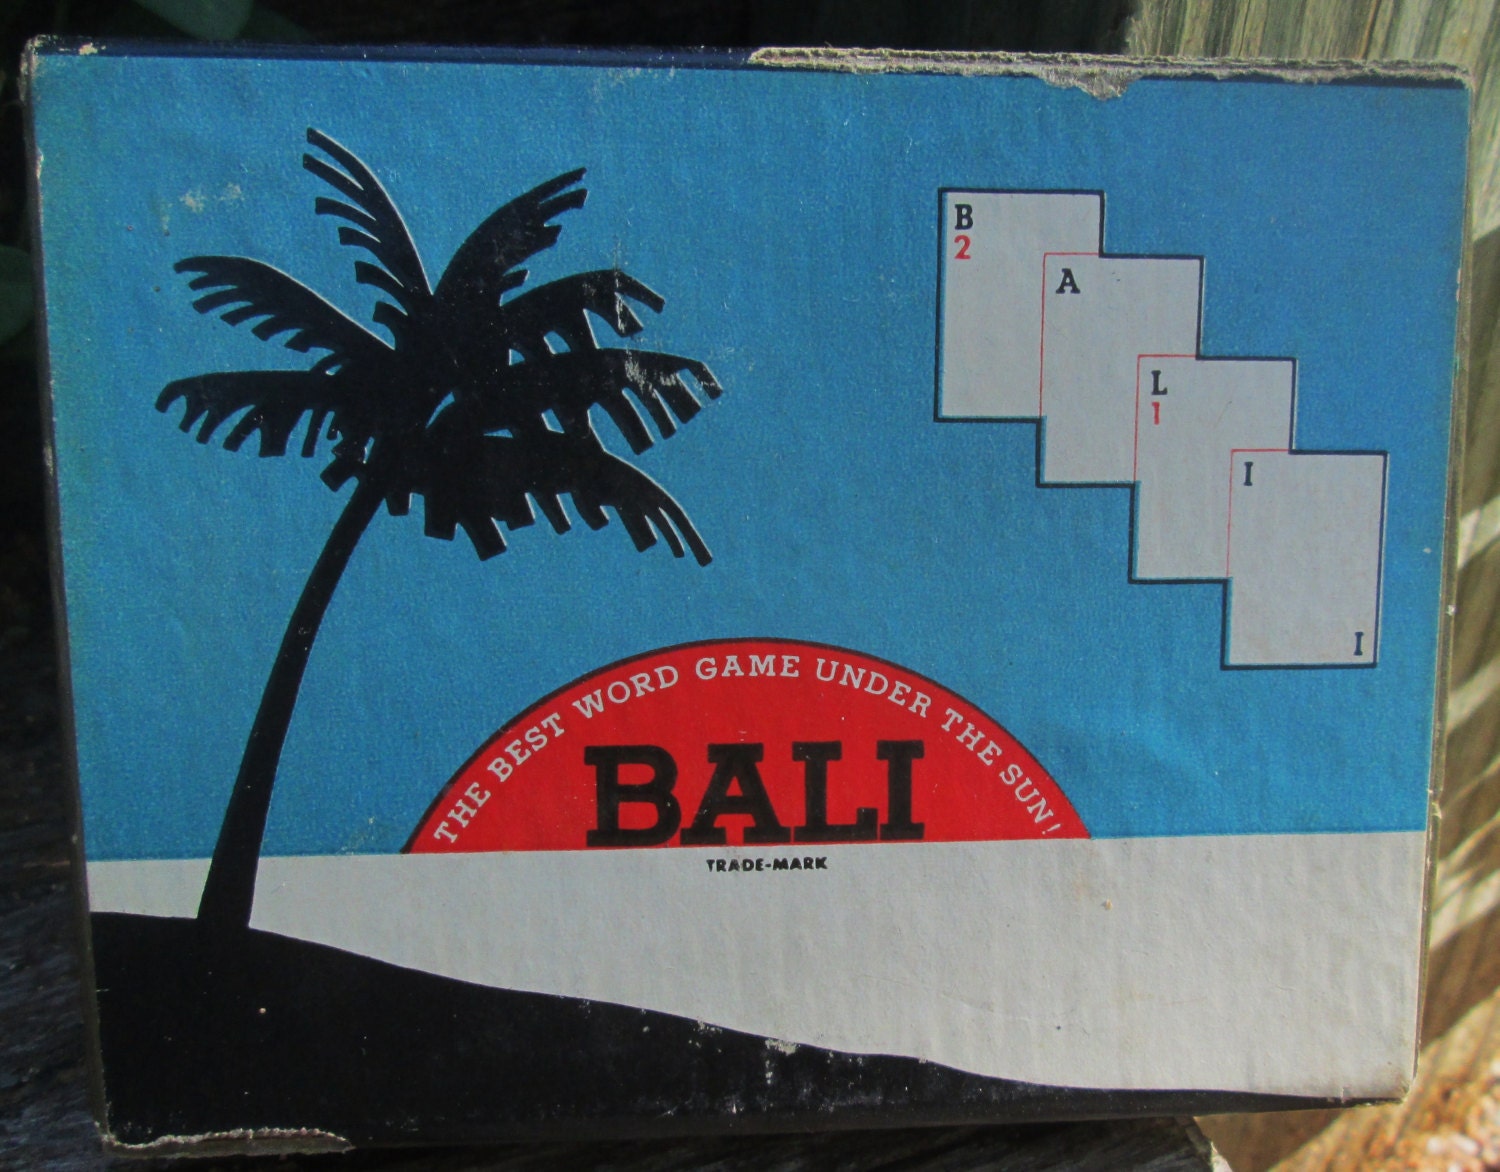 B
2
A
L
1
I
I
THE BEST WORD GAME UNDER THE SUN!
BALI
TRADE-MARK